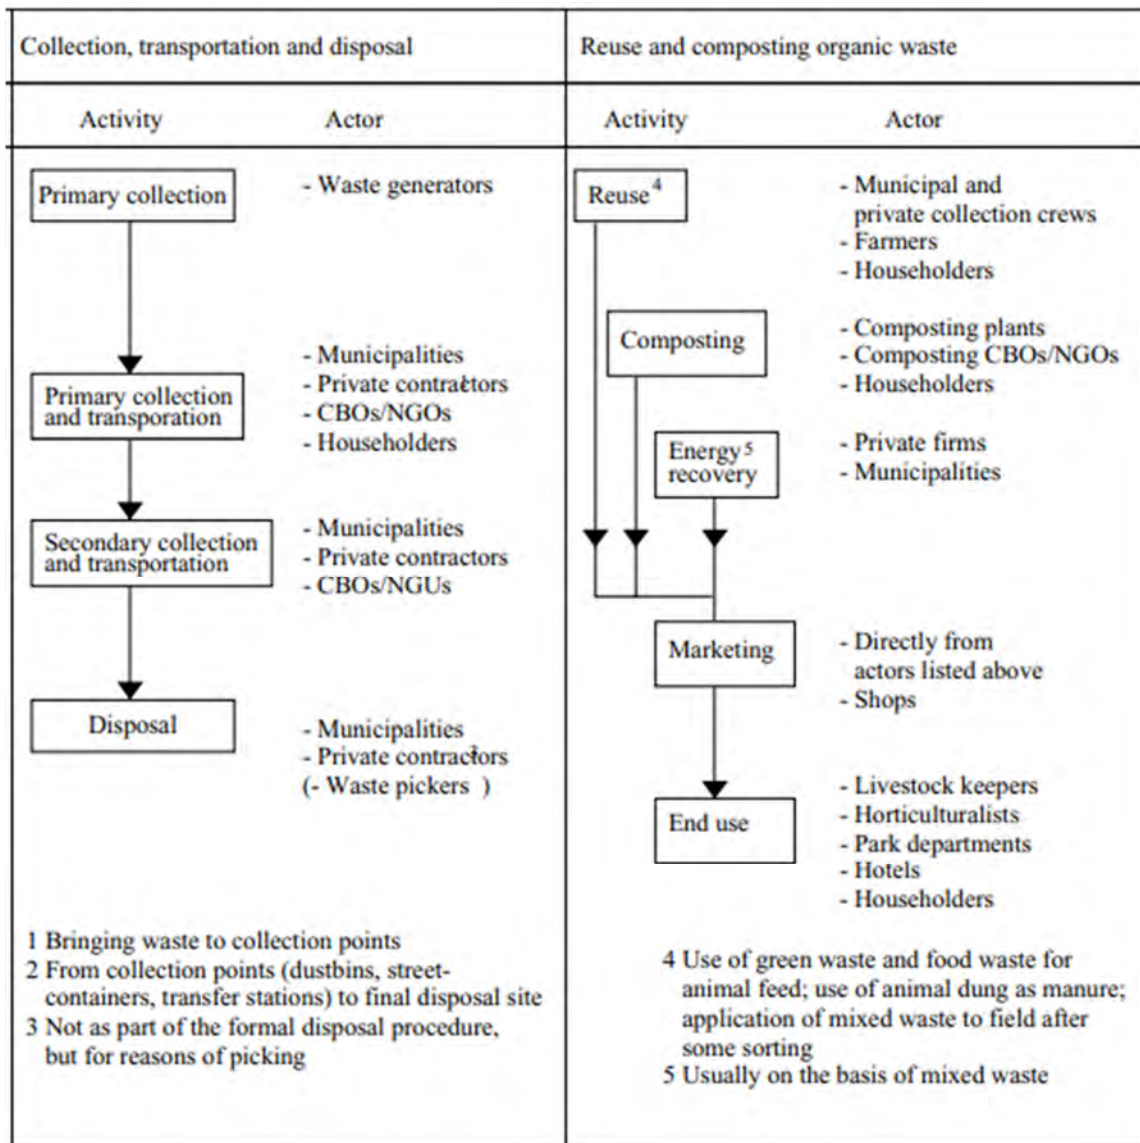 Collection, transportation and disposal
Activity
Actor
Primary collection
- Waste generators
Primary collection
and transporation
- Municipalities
- Private contractors
- CBOs/NGOs
- Householders
Secondary collection
and transportation
- Municipalities
- Private contractors
- CBOs/NGUs
Disposal
- Municipalities
- Private contractors
(- Waste pickers )
1 Bringing waste to collection points
2 From collection points (dustbins, street-
containers, transfer stations) to final disposal site
3 Not as part of the formal disposal procedure,
but for reasons of picking
Reuse and composting organic waste
Activity
Actor
Reuse 4
- Municipal and
private collection crews
- Farmers
- Householders
Composting
- Composting plants
- Composting CBOs/NGOs
- Householders
Energy 5
recovery
- Private firms
- Municipalities
Marketing
- Directly from
actors listed above
- Shops
End use
- Livestock keepers
- Horticulturalists
- Park departments
- Hotels
- Householders
4 Use of green waste and food waste for
animal feed; use of animal dung as manure;
application of mixed waste to field after
some sorting
5 Usually on the basis of mixed waste